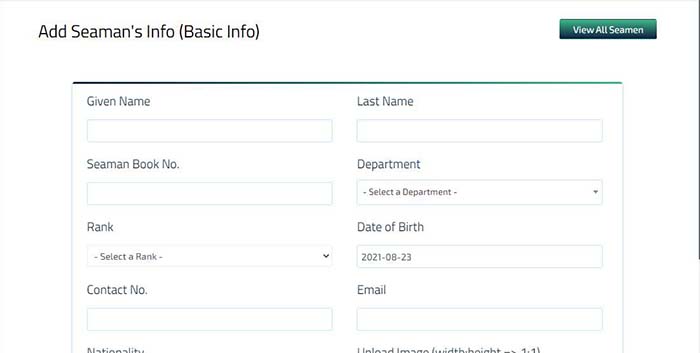 Add Seaman's Info (Basic Info)
View All Seamen
Given Name
Last Name
Seaman Book No.
Department
- Select a Department -
Rank
Date of Birth
- Select a Rank -
2021-08-23
Contact No.
Email
Nationality
Upload Image (width:height => 1:1)